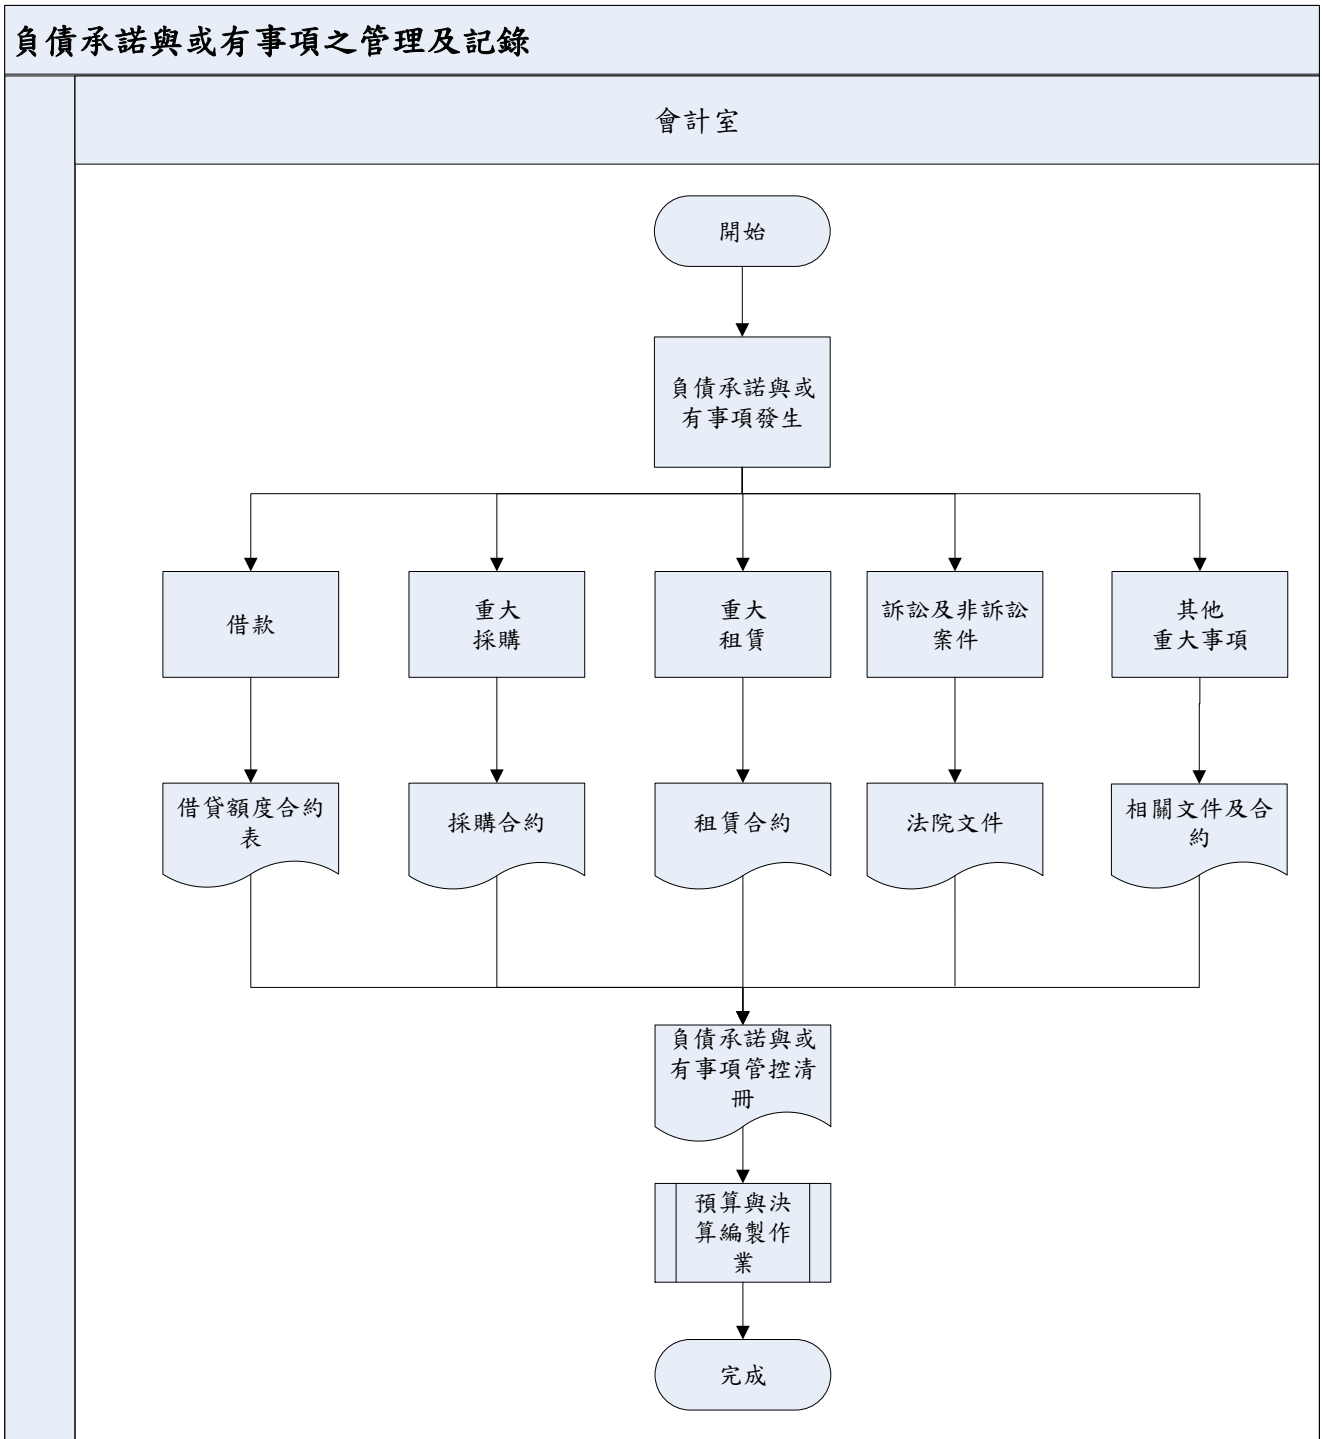 負債承諾與或有事項之管理及記錄
會計室
開始
負債承諾與或
有事項發生
借款
重大
採購
重大
租賃
訴訟及非訴訟
案件
其他
重大事項
借貸額度合約
表
採購合約
租賃合約
法院文件
相關文件及合
約
負債承諾與或
有事項管控清
冊
預算與決
算編製作
業
完成